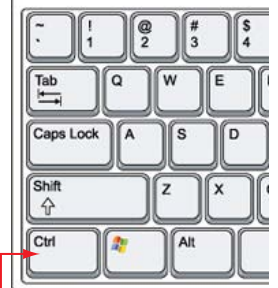 ~ ! @ # $
` 1 2 3 4
Tab Q W E
Caps Lock A S D
Shift Z X
Ctrl Alt